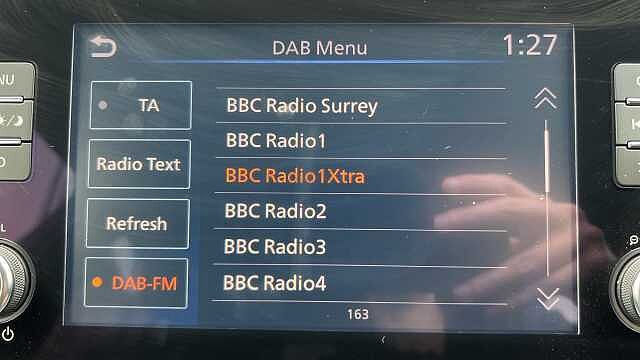 DAB Menu
1:27
TA
Radio Text
Refresh
DAB-FM
BBC Radio Surrey
BBC Radio1
BBC Radio1Xtra
BBC Radio2
BBC Radio3
BBC Radio4
163